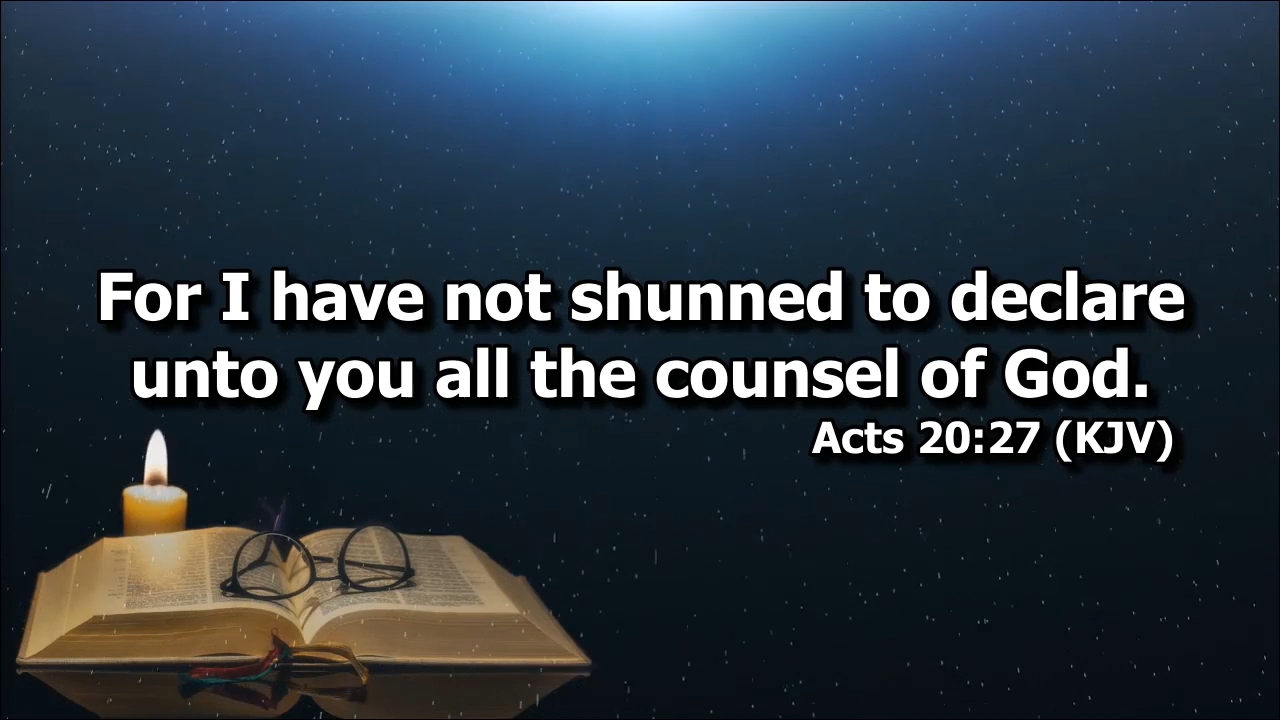 For I have not shunned to declare
unto you all the counsel of God.
Acts 20:27 (KJV)